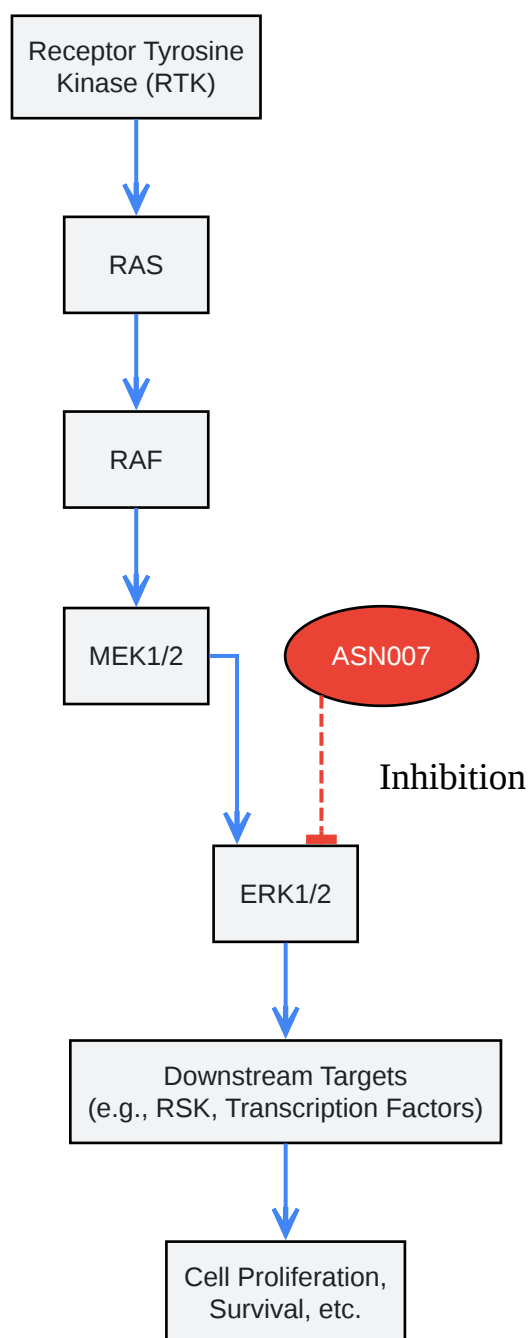 Receptor Tyrosine
Kinase (RTK)
RAS
RAF
MEK1/2
ASN007
Inhibition
ERK1/2
Downstream Targets
(e.g., RSK, Transcription Factors)
Cell Proliferation,
Survival, etc.